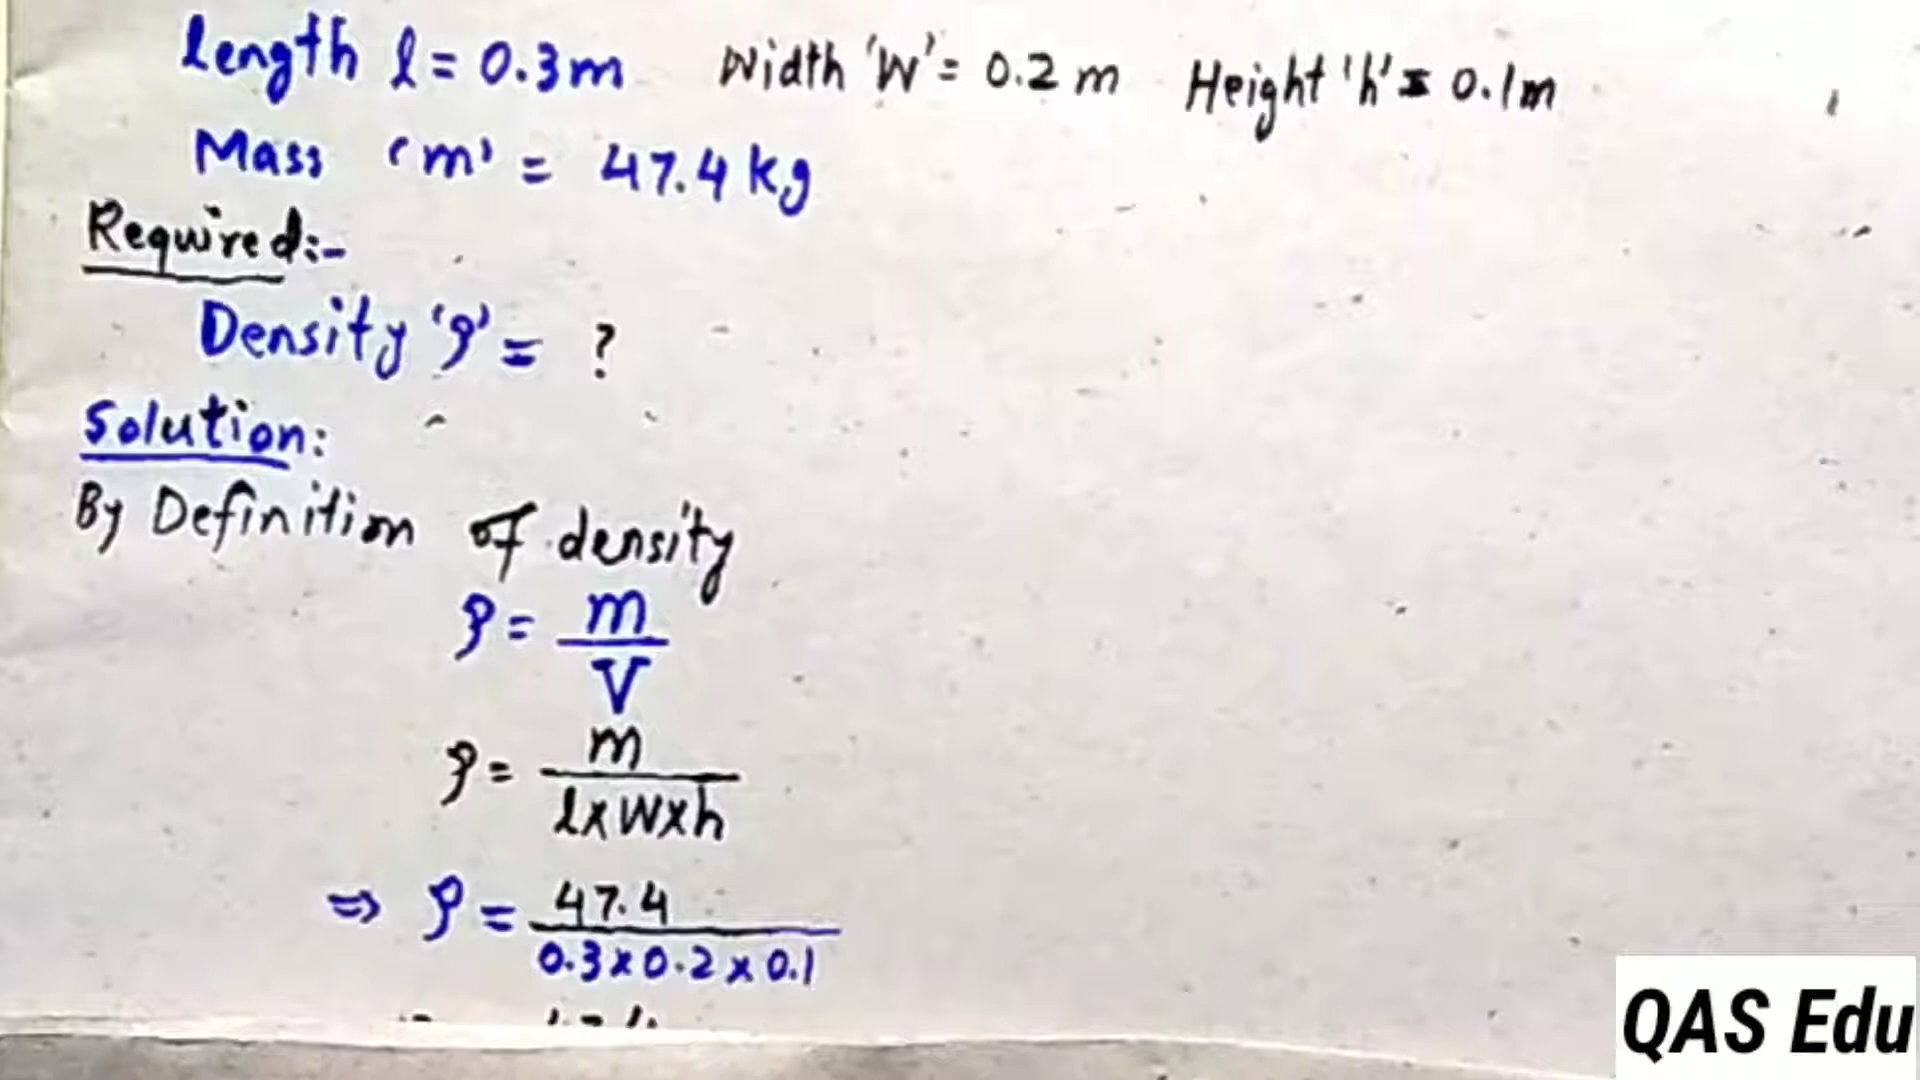 length l = 0.3m Width 'W' = 0.2 m Height 'h' = 0.1m
Mass 'm' = 47.4 kg
Required:-
Density 'ρ' = ?
Solution:
By Definition of density
ρ = m
V
ρ = m
l×W×h
⇒ ρ = 47.4
0.3×0.2×0.1
QAS Edu